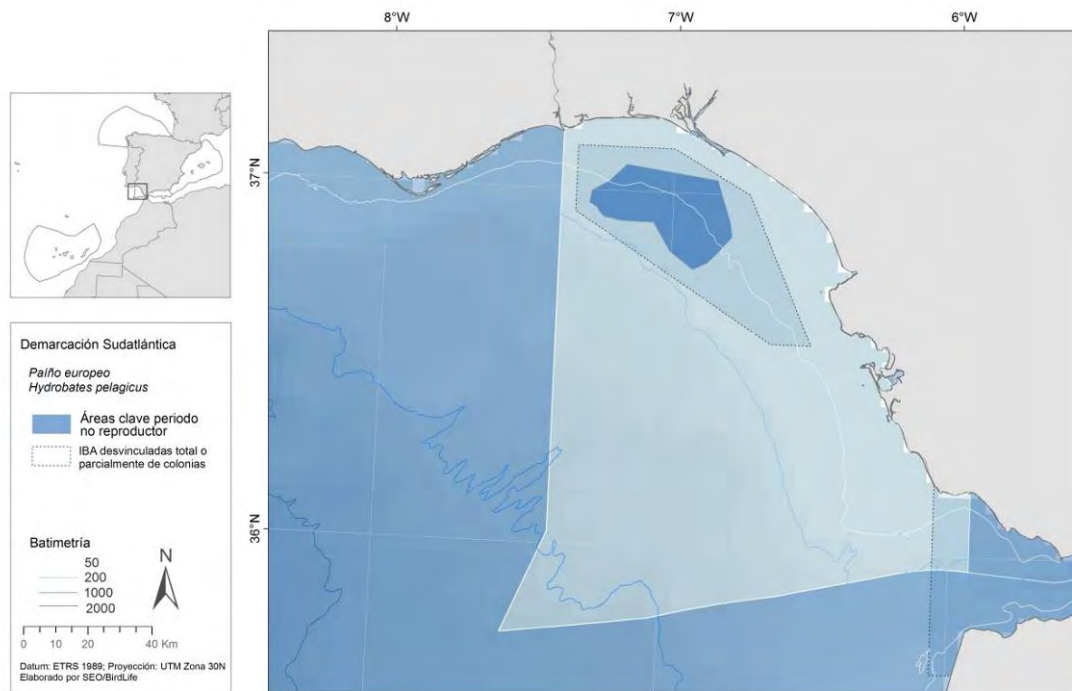 8°W
7°W
6°W
37°N
36°N
Demarcación Sudatlántica
Paíño europeo
Hydrobates pelagicus
Áreas clave periodo
no reproductor
IBA desvinculadas total o
parcialmente de colonias
Batimetría
50
200
1000
2000
N
0 10 20 40 Km
Datum: ETRS 1989; Proyección: UTM Zona 30N
Elaborado por SEO/BirdLife